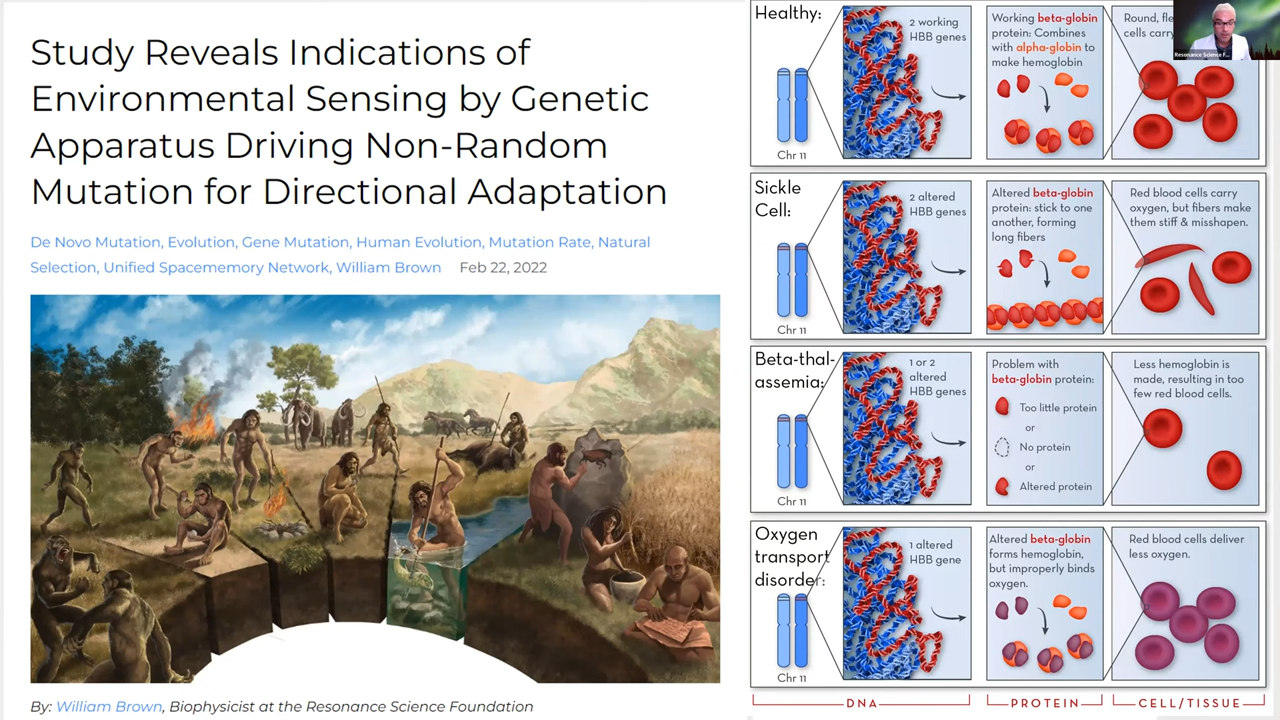 Study Reveals Indications of
Environmental Sensing by Genetic
Apparatus Driving Non-Random
Mutation for Directional Adaptation
De Novo Mutation, Evolution, Gene Mutation, Human Evolution, Mutation Rate, Natural
Selection, Unified Spacememory Network, William Brown Feb 22, 2022
By: William Brown, Biophysicist at the Resonance Science Foundation
Healthy:
Chr 11
2 working
HBB genes
Working beta-globin
protein: Combines
with alpha-globin to
make hemoglobin
Round, fle
cells carry
Resonance Science F...
Sickle
Cell:
Chr 11
2 altered
HBB genes
Altered beta-globin
protein: stick to one
another, forming
long fibers
Red blood cells carry
oxygen, but fibers make
them stiff & misshapen.
Beta-thal-
assemia:
Chr 11
1 or 2
altered
HBB genes
Problem with
beta-globin protein:
Too little protein
or
No protein
or
Altered protein
Less hemoglobin is
made, resulting in too
few red blood cells.
Oxygen
transport
disorder:
Chr 11
1 altered
HBB gene
Altered beta-globin
forms hemoglobin,
but improperly binds
oxygen.
Red blood cells deliver
less oxygen.
DNA
PROTEIN
CELL/TISSUE